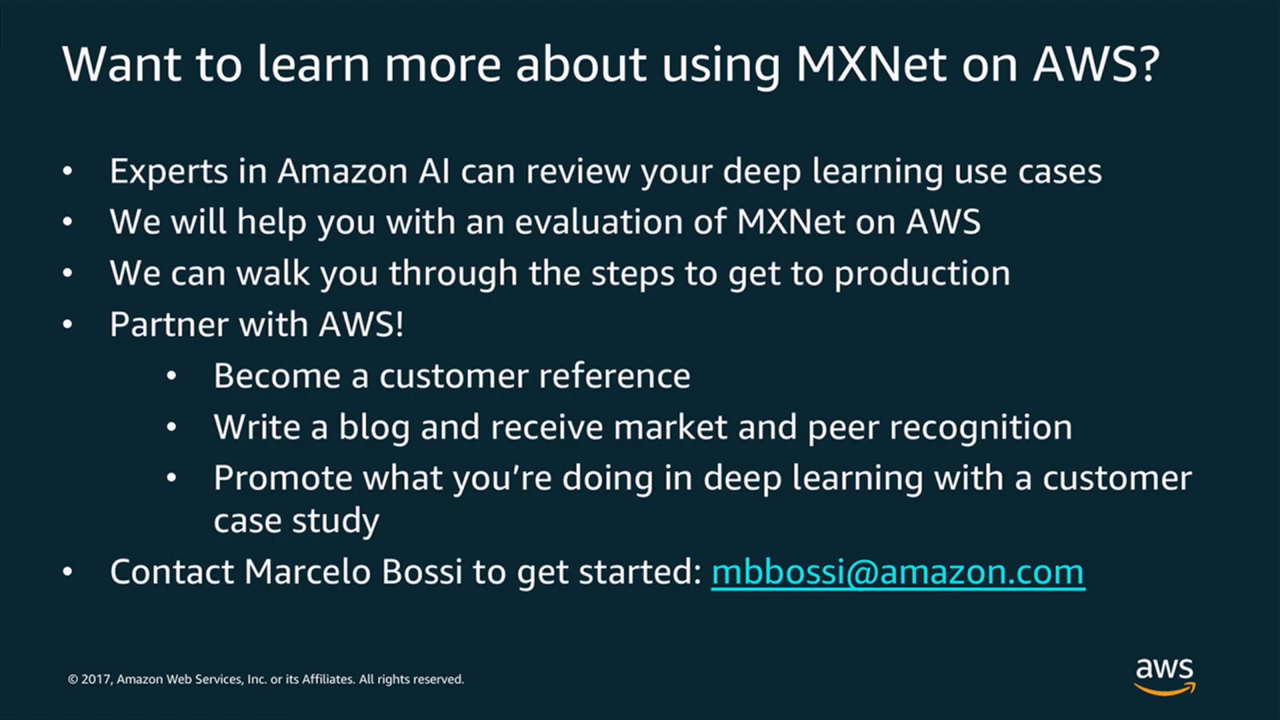 Want to learn more about using MXNet on AWS?
• Experts in Amazon AI can review your deep learning use cases
• We will help you with an evaluation of MXNet on AWS
• We can walk you through the steps to get to production
• Partner with AWS!
• Become a customer reference
• Write a blog and receive market and peer recognition
• Promote what you’re doing in deep learning with a customer
case study
• Contact Marcelo Bossi to get started: mbbossi@amazon.com
© 2017, Amazon Web Services, Inc. or its Affiliates. All rights reserved.
aws